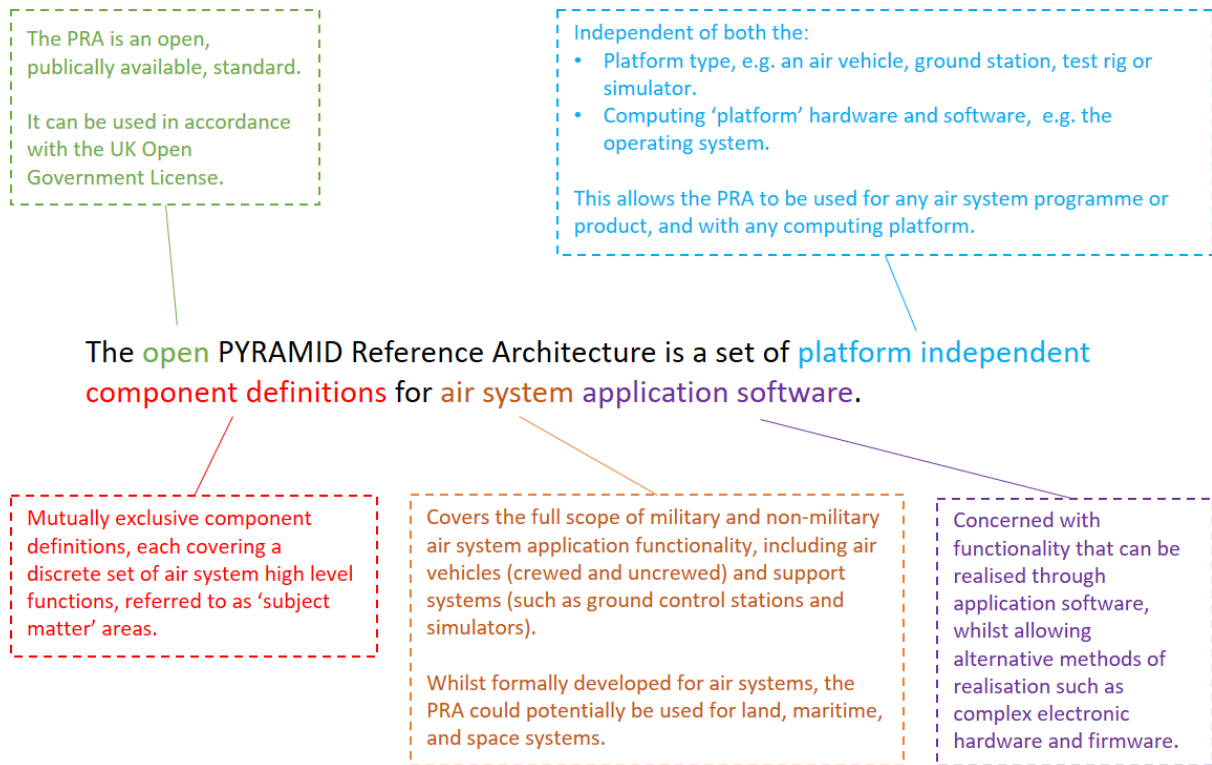 The PRA is an open,
publically available, standard.
It can be used in accordance
with the UK Open
Government License.
Independent of both the:
• Platform type, e.g. an air vehicle, ground station, test rig or
simulator.
• Computing ‘platform’ hardware and software, e.g. the
operating system.
This allows the PRA to be used for any air system programme or
product, and with any computing platform.
The open PYRAMID Reference Architecture is a set of platform independent
component definitions for air system application software.
Mutually exclusive component
definitions, each covering a
discrete set of air system high level
functions, referred to as ‘subject
matter’ areas.
Covers the full scope of military and non-military
air system application functionality, including air
vehicles (crewed and uncrewed) and support
systems (such as ground control stations and
simulators).
Whilst formally developed for air systems, the
PRA could potentially be used for land, maritime,
and space systems.
Concerned with
functionality that can be
realised through
application software,
whilst allowing
alternative methods of
realisation such as
complex electronic
hardware and firmware.